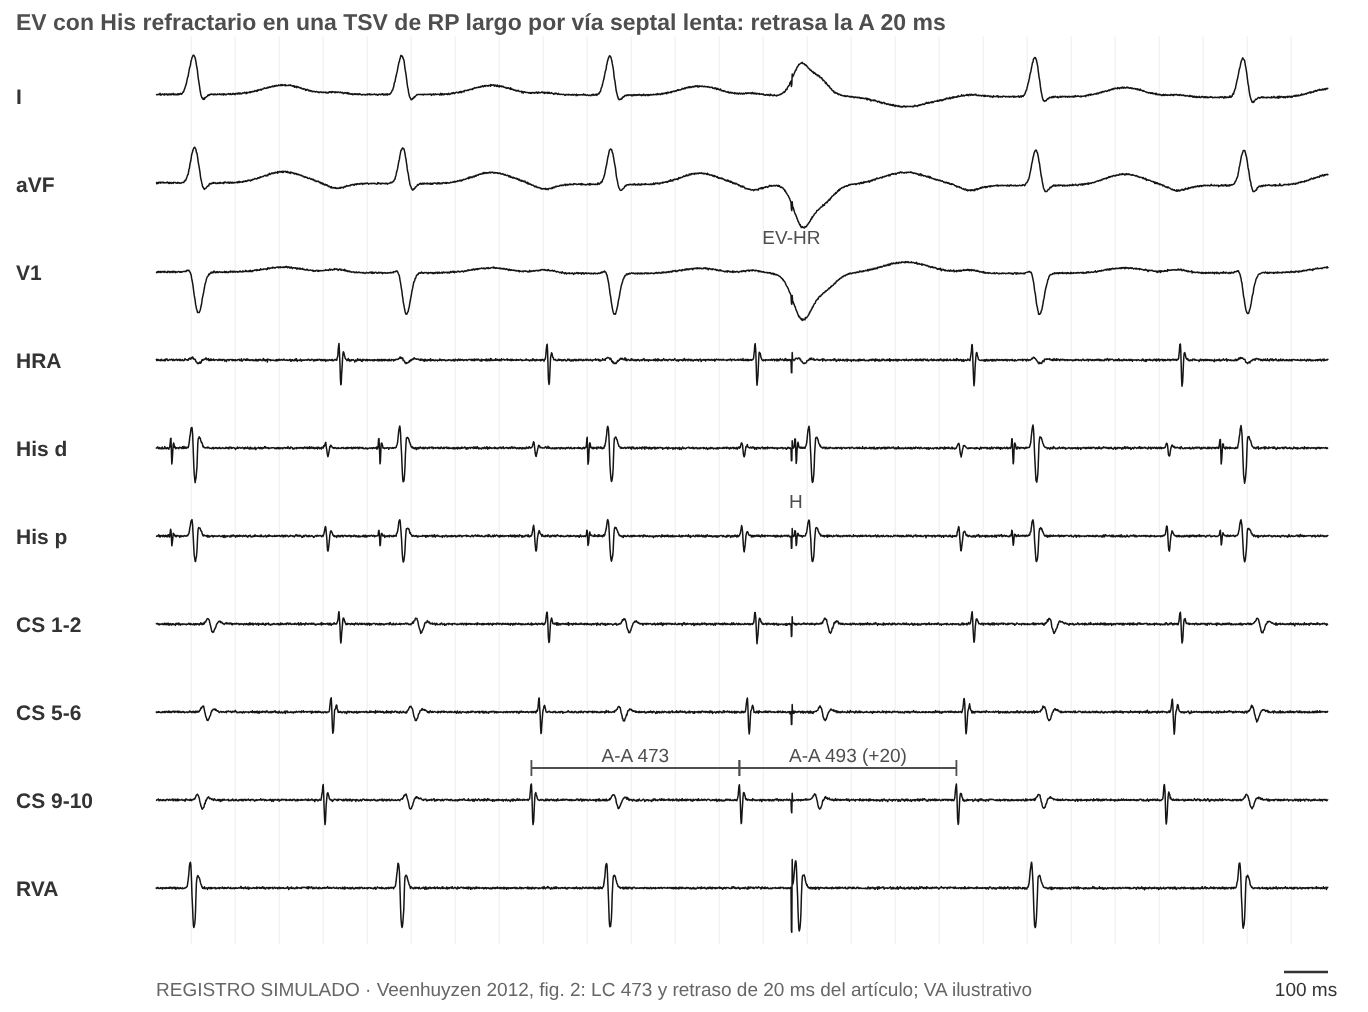 EV con His refractario en una TSV de RP largo por vía septal lenta: retrasa la A 20 ms
I
aVF
EV-HR
V1
HRA
His d
H
His p
CS 1-2
CS 5-6
A-A 473 A-A 493 (+20)
CS 9-10
RVA
REGISTRO SIMULADO · Veenhuyzen 2012, fig. 2: LC 473 y retraso de 20 ms del artículo; VA ilustrativo
100 ms